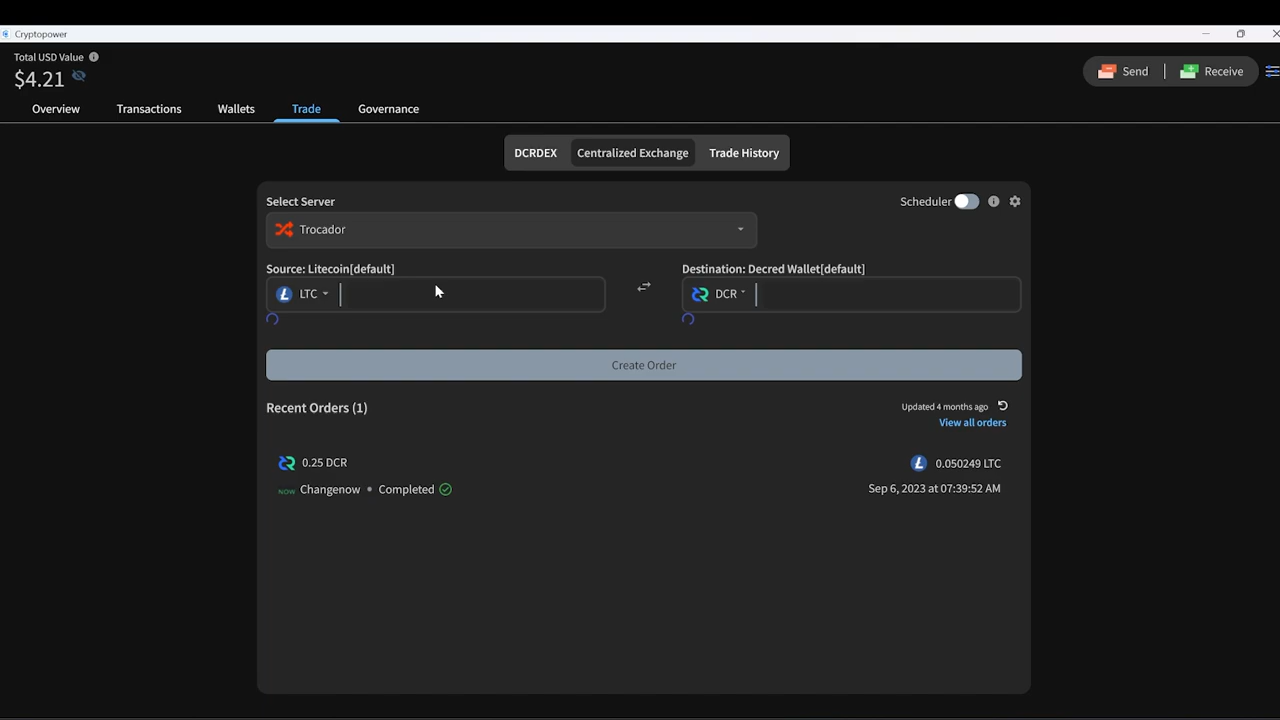 Cryptopower
Total USD Value
$4.21
Send
Receive
Overview
Transactions
Wallets
Trade
Governance
DCRDEX
Centralized Exchange
Trade History
Select Server
Scheduler
Trocador
Source: Litecoin[default]
Destination: Decred Wallet[default]
LTC
DCR
Create Order
Recent Orders (1)
Updated 4 months ago
View all orders
0.25 DCR
0.050249 LTC
NOW Changenow • Completed
Sep 6, 2023 at 07:39:52 AM